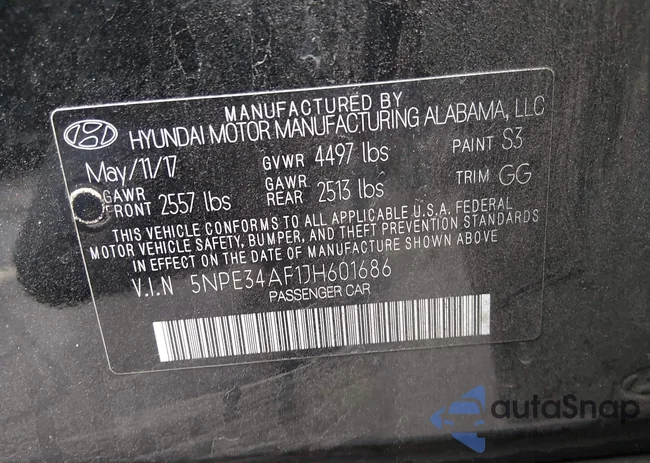 MANUFACTURED BY
HYUNDAI MOTOR MANUFACTURING ALABAMA, LLC
May/11/17 GVWR 4497 lbs PAINT S3
GAWR FRONT 2557 lbs GAWR REAR 2513 lbs TRIM GG
THIS VEHICLE CONFORMS TO ALL APPLICABLE U.S.A. FEDERAL
MOTOR VEHICLE SAFETY, BUMPER, AND THEFT PREVENTION STANDARDS
IN EFFECT ON THE DATE OF MANUFACTURE SHOWN ABOVE
V.I.N 5NPE34AF1JH601686
PASSENGER CAR
autaSnap